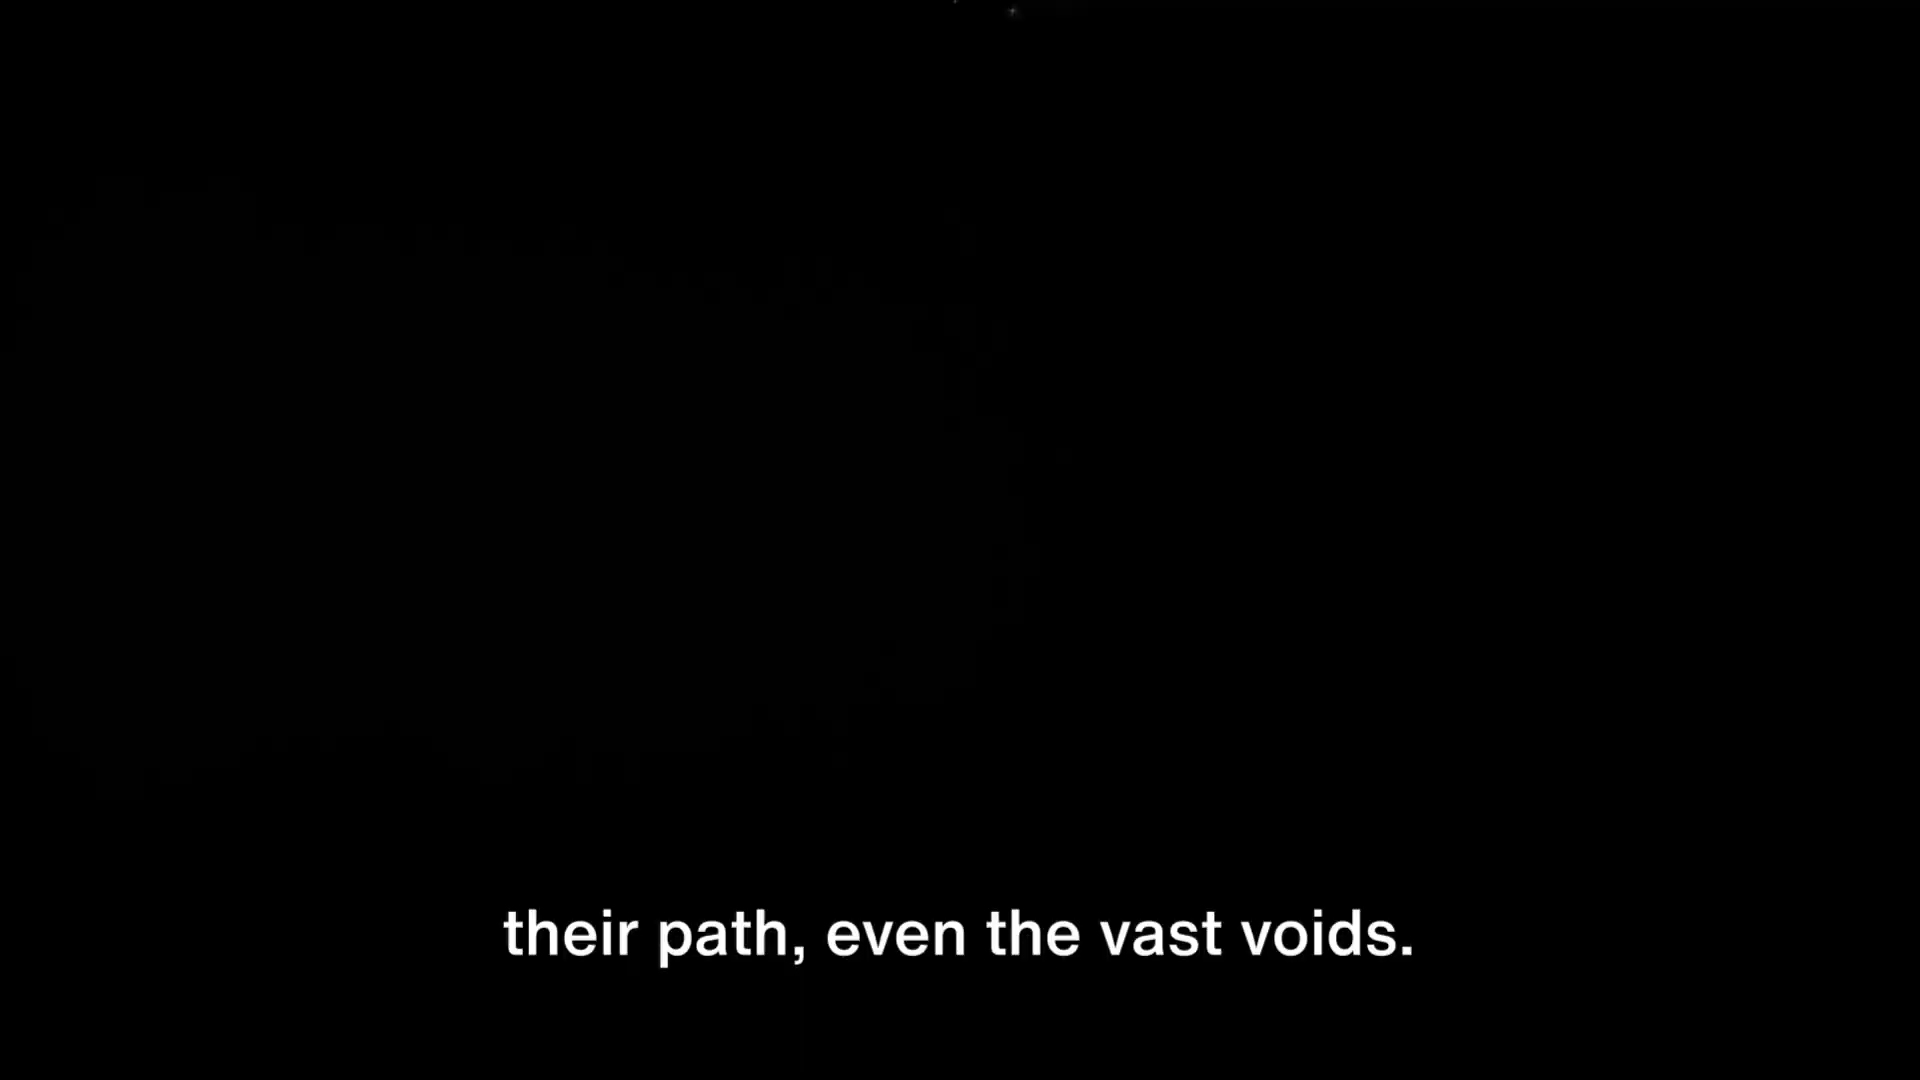 their path, even the vast voids.